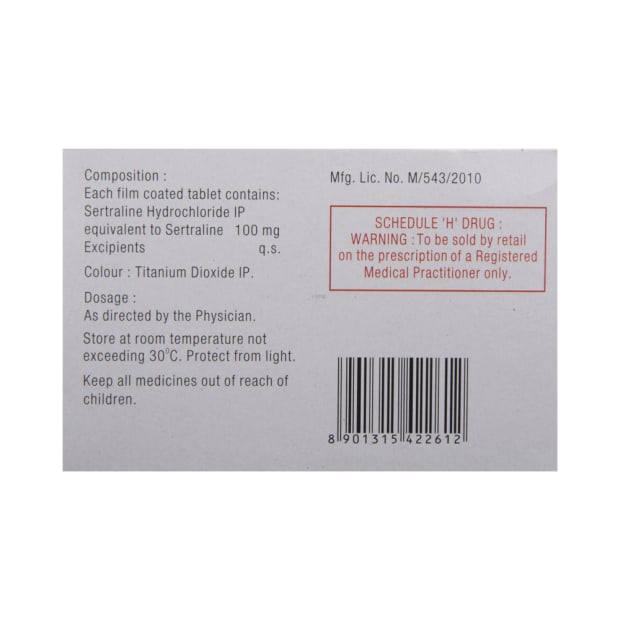 Composition :
Each film coated tablet contains:
Sertraline Hydrochloride IP
equivalent to Sertraline 100 mg
Excipients q.s.
Colour : Titanium Dioxide IP.
Dosage :
As directed by the Physician.
Store at room temperature not
exceeding 30°C. Protect from light.
Keep all medicines out of reach of
children.
Mfg. Lic. No. M/543/2010
SCHEDULE 'H' DRUG :
WARNING : To be sold by retail
on the prescription of a Registered
Medical Practitioner only.
8 901315 422612